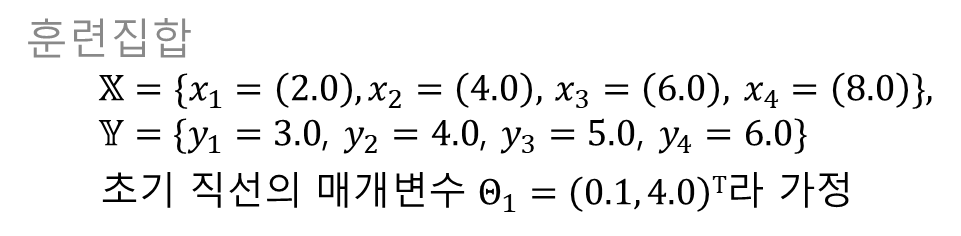 훈련집합
𝕏 = {x₁ = (2.0), x₂ = (4.0), x₃ = (6.0), x₄ = (8.0)},
𝕐 = {y₁ = 3.0, y₂ = 4.0, y₃ = 5.0, y₄ = 6.0}
초기 직선의 매개변수 Θ₁ = (0.1, 4.0)ᵀ라 가정